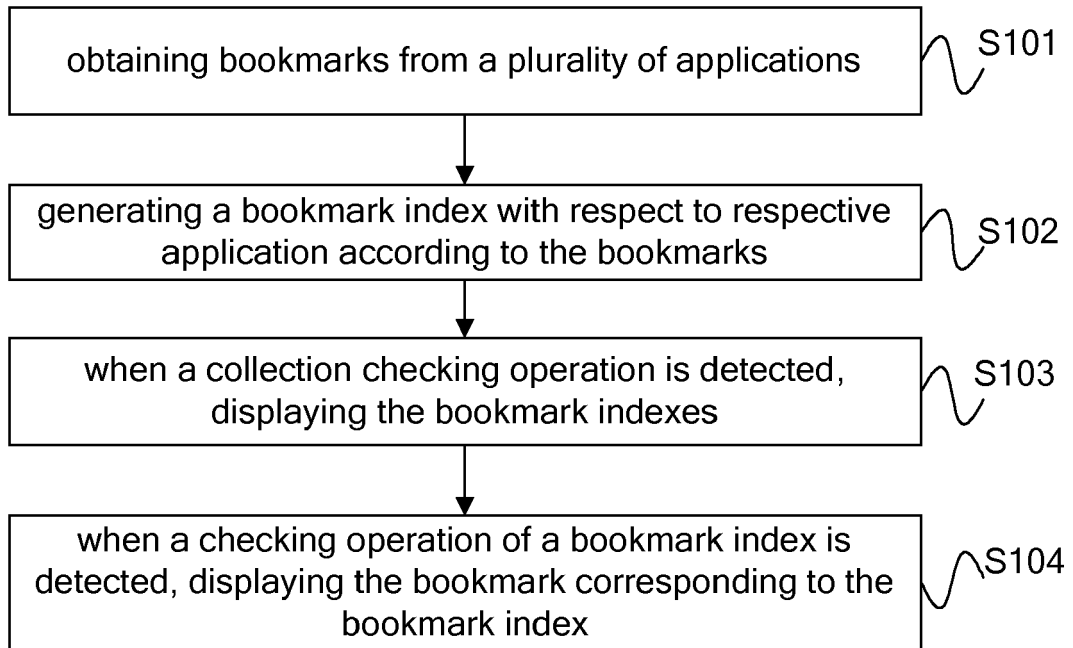 obtaining bookmarks from a plurality of applications
S101
generating a bookmark index with respect to respective
application according to the bookmarks
S102
when a collection checking operation is detected,
displaying the bookmark indexes
S103
when a checking operation of a bookmark index is
detected, displaying the bookmark corresponding to the
bookmark index
S104